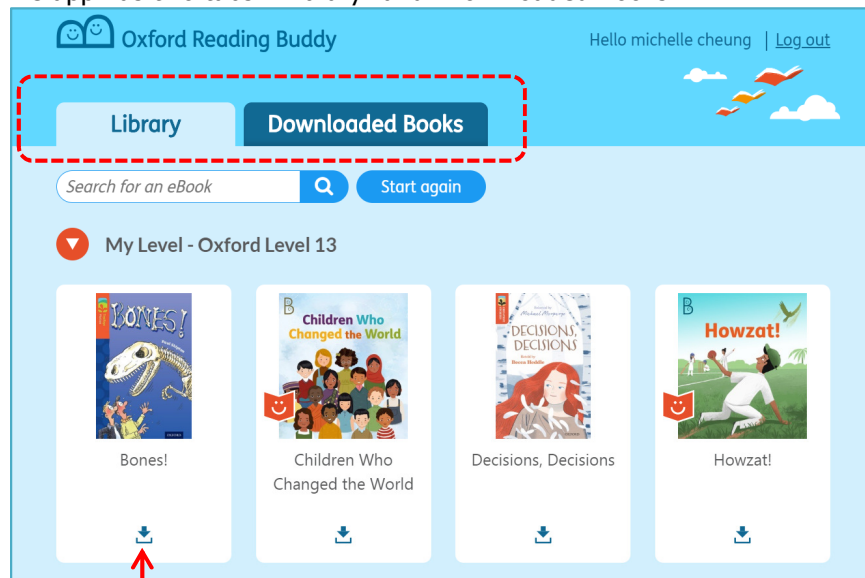 Oxford Reading Buddy
Hello michelle cheung | Log out
Library
Downloaded Books
Search for an eBook
Start again
My Level - Oxford Level 13
BONES!
B
Children Who
Changed the World
Michael Morpurgo
DECISIONS,
DECISIONS
B
Howzat!
Bones!
Children Who
Changed the World
Decisions, Decisions
Howzat!